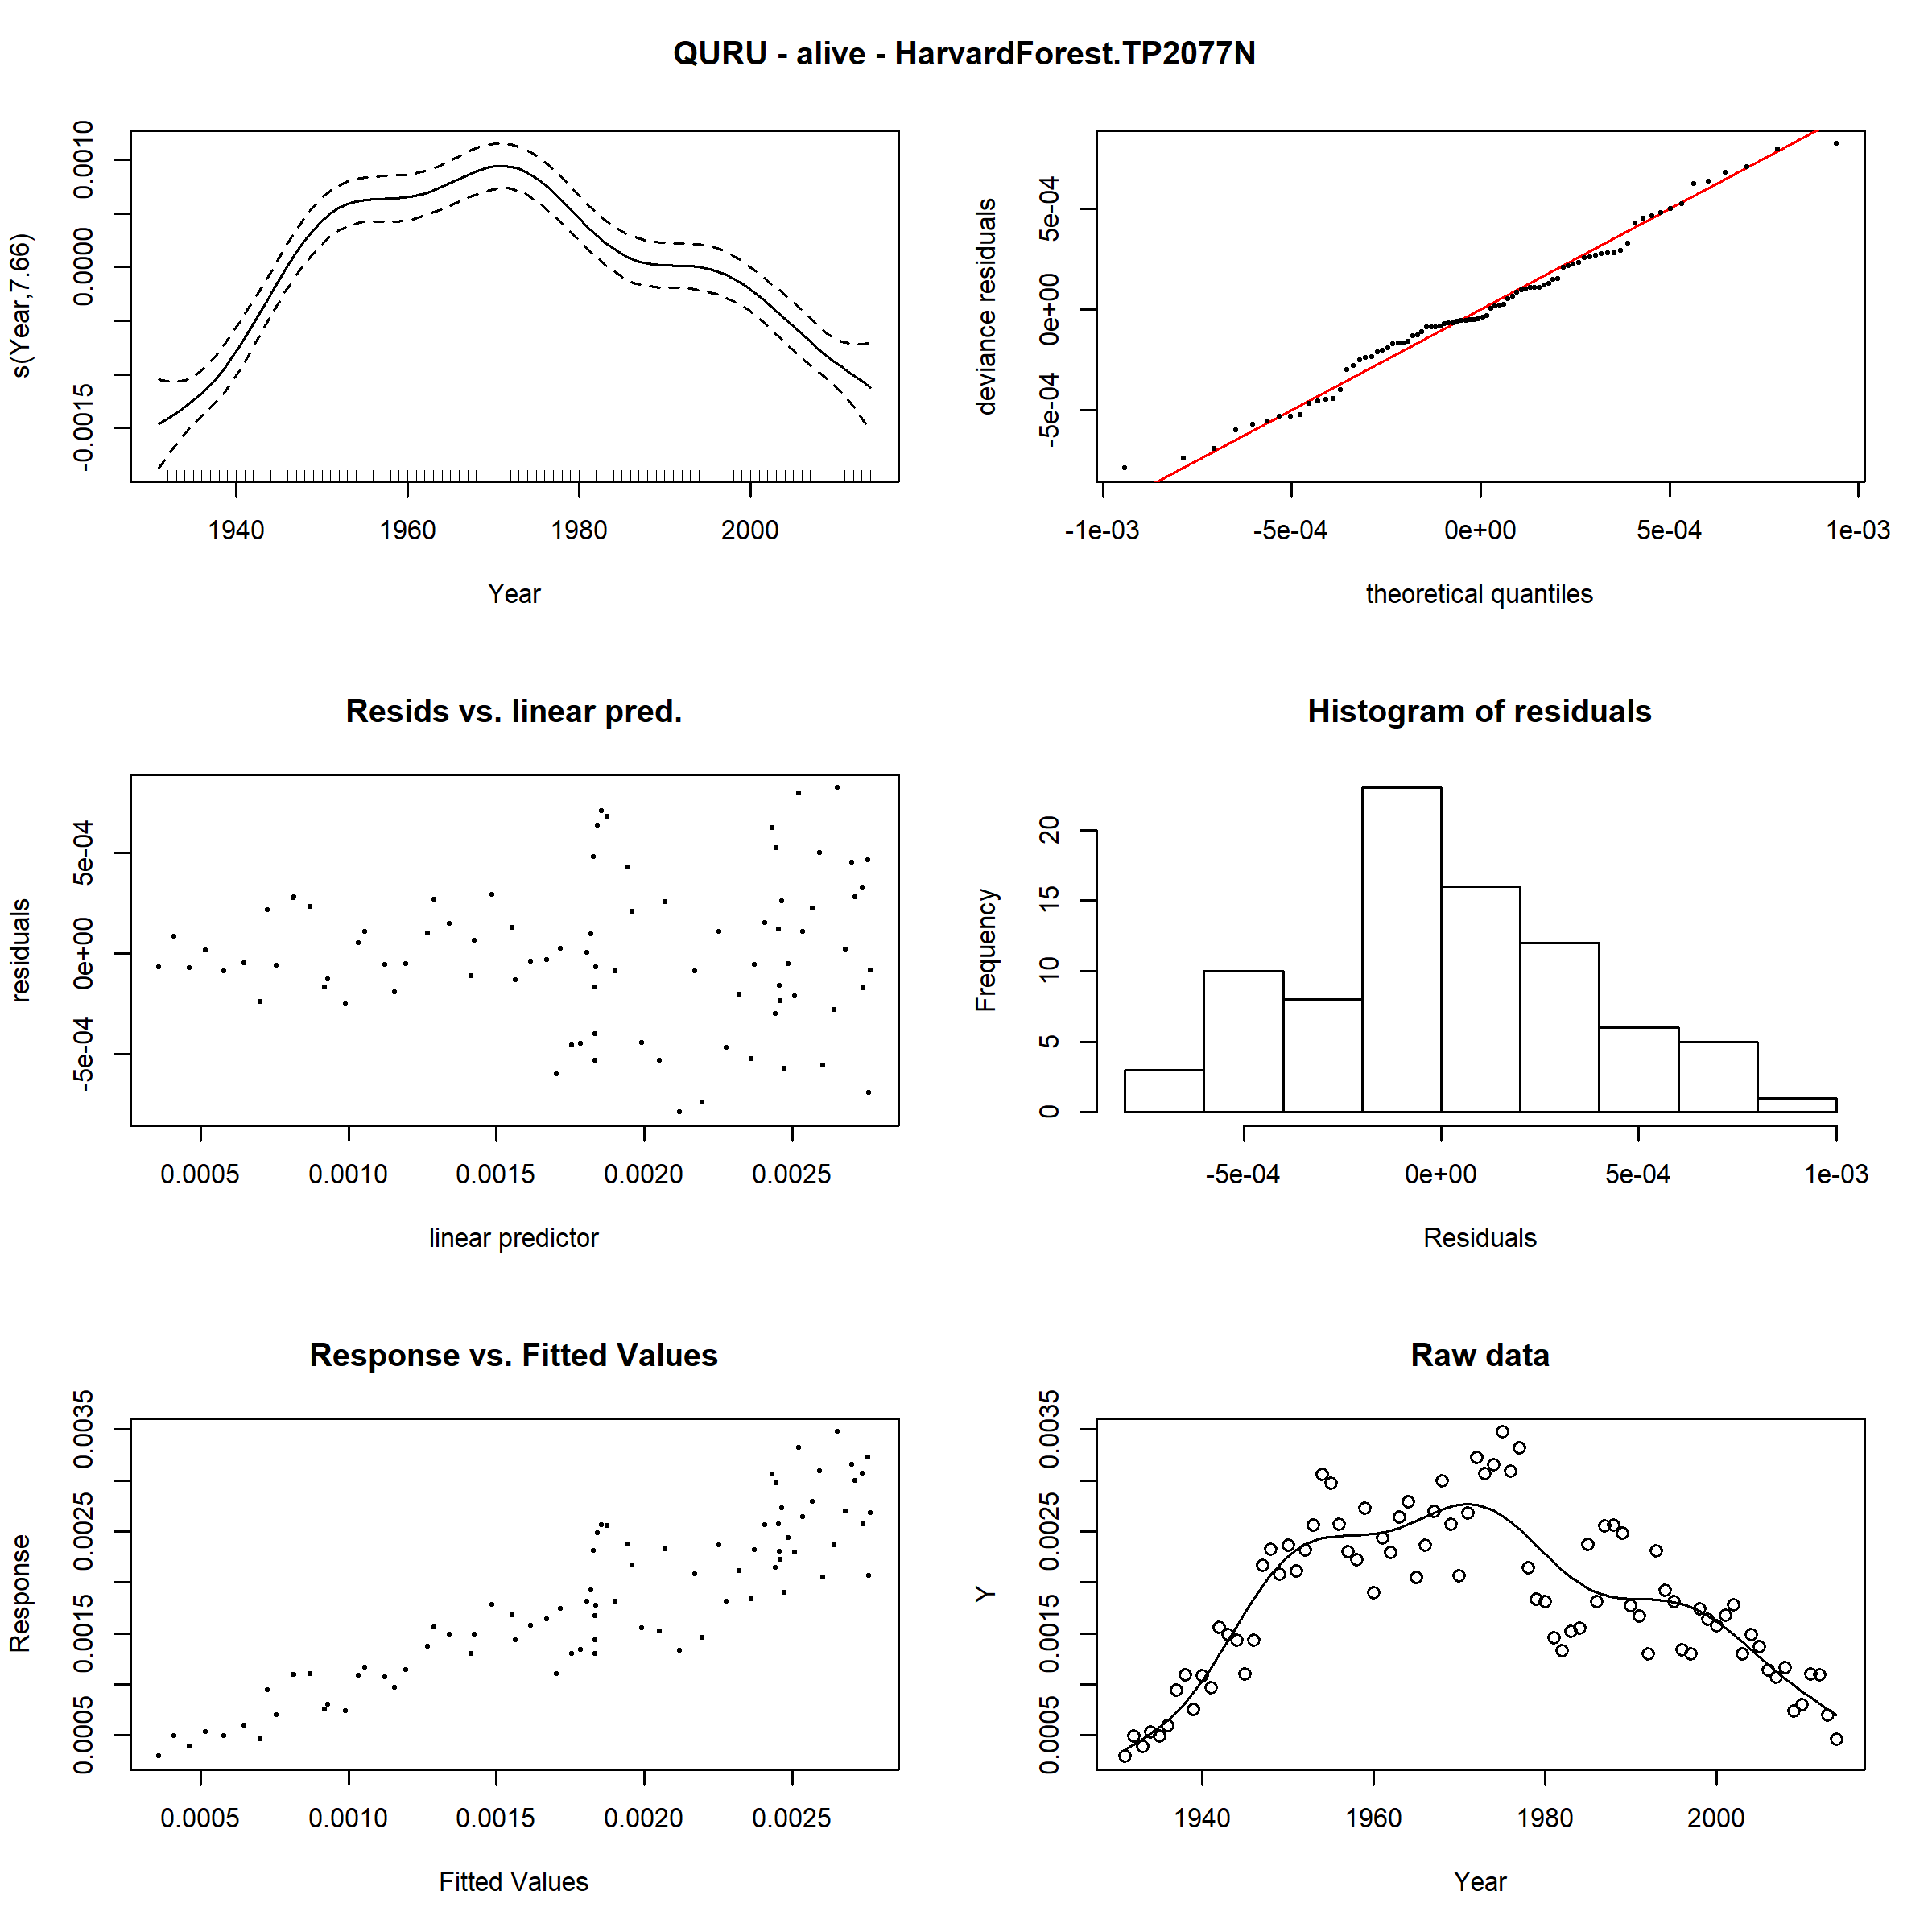 QURU - alive - HarvardForest.TP2077N
s(Year,7.66)
-0.0015 0.0000 0.0010
1940 1960 1980 2000
Year
deviance residuals
-5e-04 0e+00 5e-04
-1e-03 -5e-04 0e+00 5e-04 1e-03
theoretical quantiles
Resids vs. linear pred.
residuals
-5e-04 0e+00 5e-04
0.0005 0.0010 0.0015 0.0020 0.0025
linear predictor
Histogram of residuals
Frequency
0 5 10 15 20
-5e-04 0e+00 5e-04 1e-03
Residuals
Response vs. Fitted Values
Response
0.0005 0.0015 0.0025 0.0035
0.0005 0.0010 0.0015 0.0020 0.0025
Fitted Values
Raw data
Y
0.0005 0.0015 0.0025 0.0035
1940 1960 1980 2000
Year